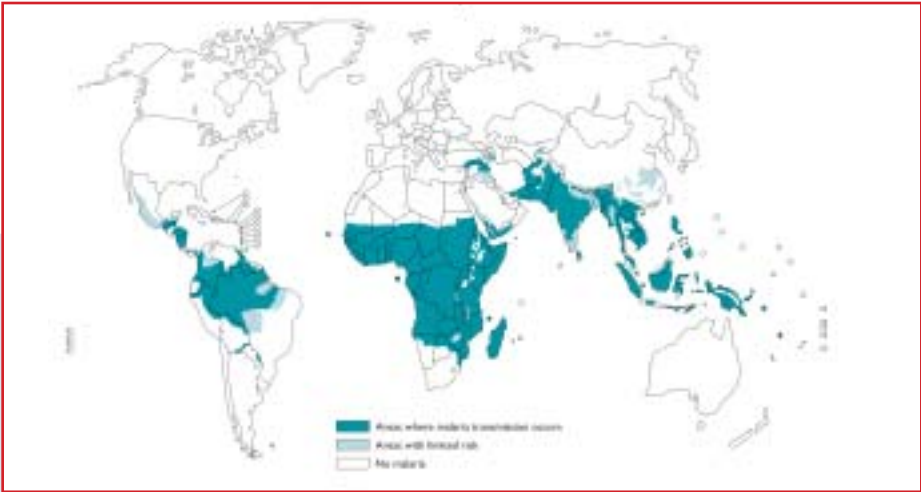 Areas where malaria transmission occurs
Areas with limited risk
No malaria